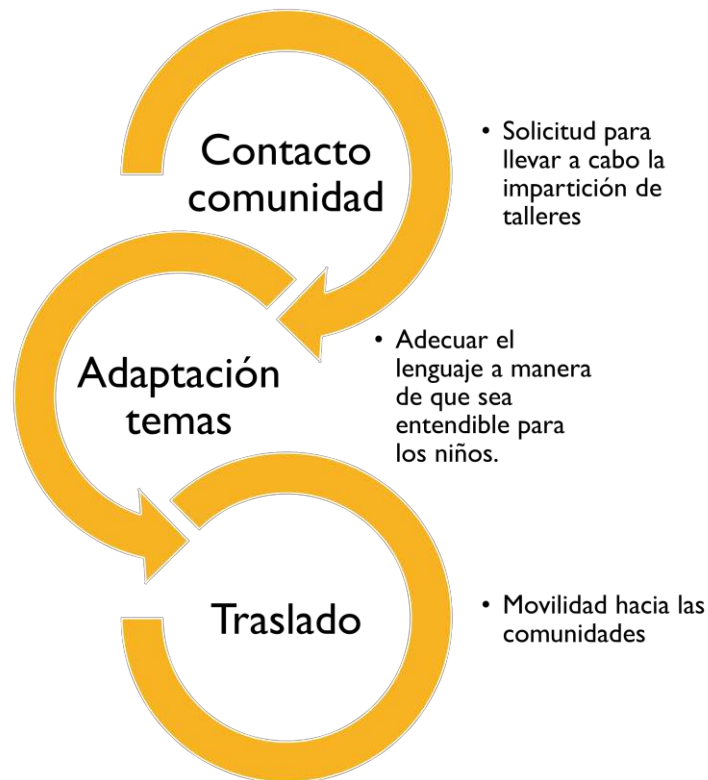 Contacto
comunidad
• Solicitud para
llevar a cabo la
impartición de
talleres
Adaptación
temas
• Adecuar el
lenguaje a manera
de que sea
entendible para
los niños.
Traslado
• Movilidad hacia las
comunidades